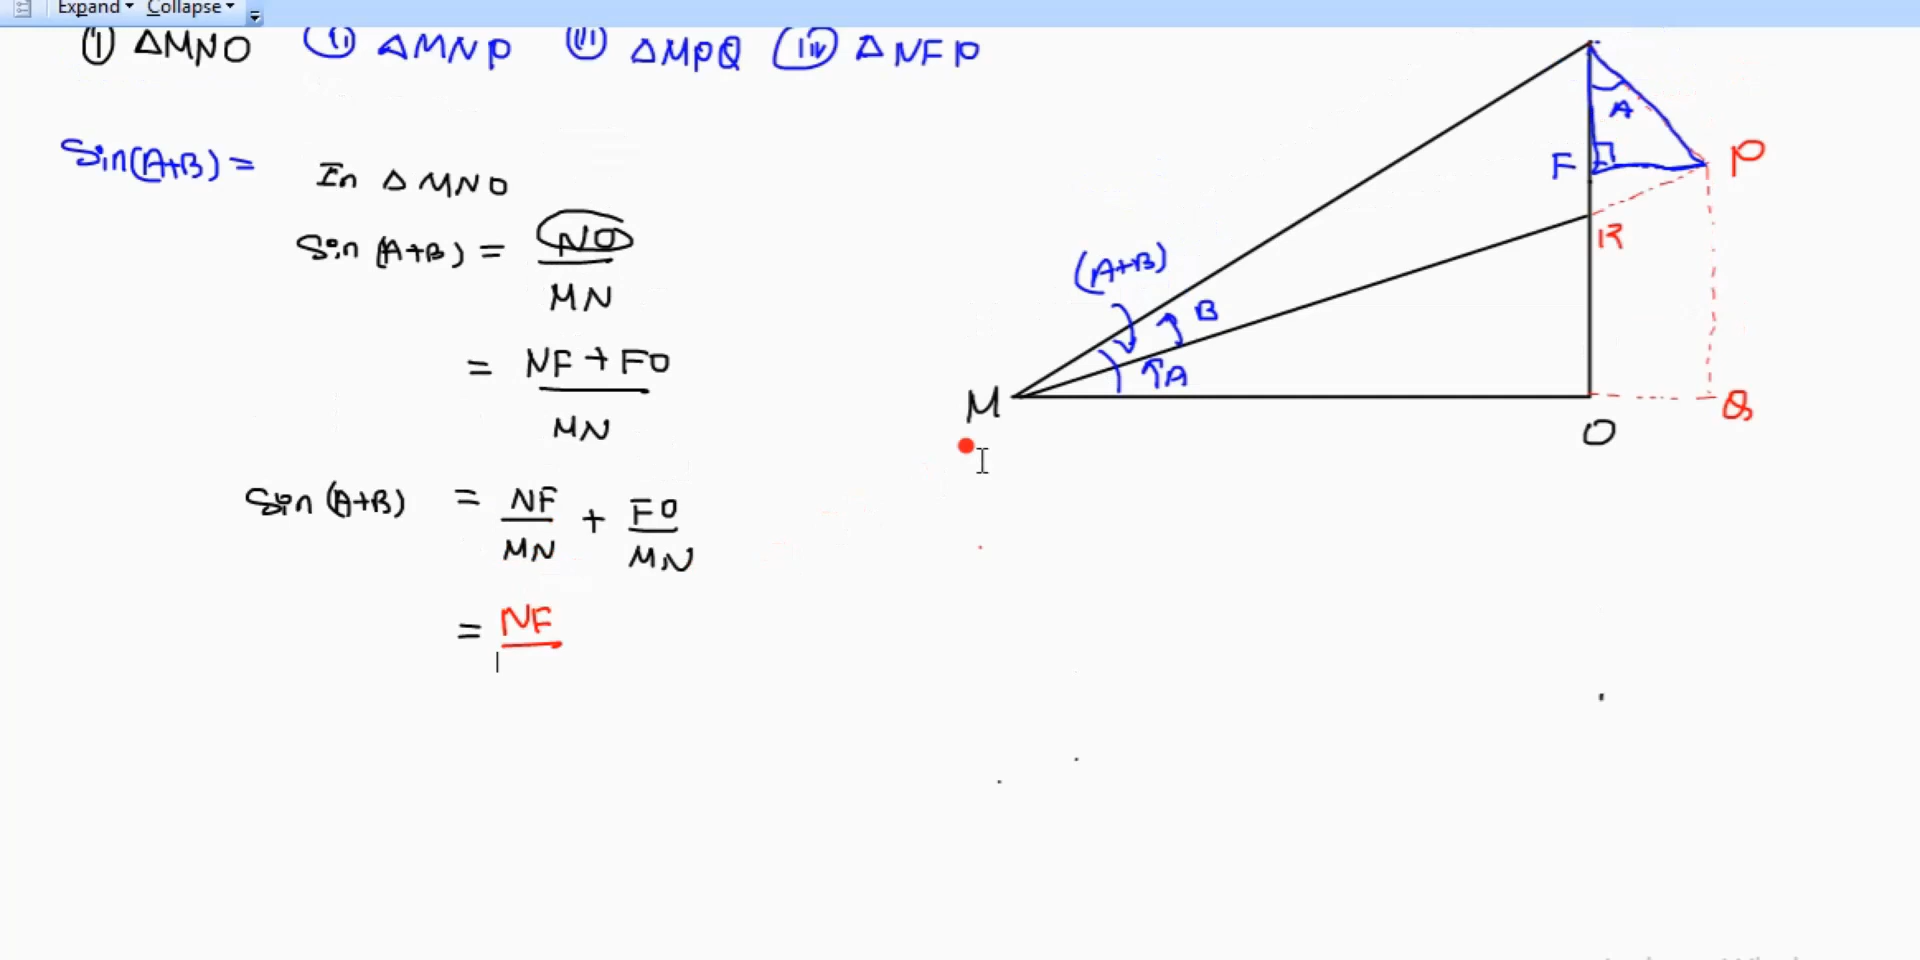 Expand Collapse
(i) ΔMNO (ii) ΔMNP (iii) ΔMPQ (iv) ΔNFP
Sin(A+B) = In ΔMNO
Sin (A+B) = NO
MN
= NF + FO
MN
Sin (A+B) = NF + FO
MN MN
= NF
A
F P
R
(A+B)
B
A
M Q
O